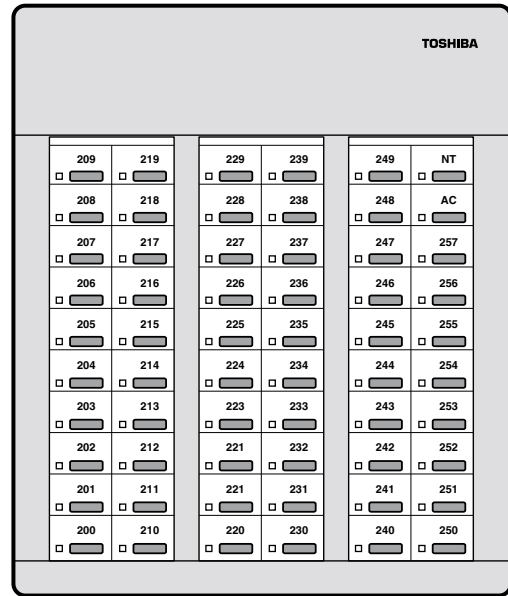 TOSHIBA
209 219 229 239 249 NT
208 218 228 238 248 AC
207 217 227 237 247 257
206 216 226 236 246 256
205 215 225 235 245 255
204 214 224 234 244 254
203 213 223 233 243 253
202 212 221 232 242 252
201 211 221 231 241 251
200 210 220 230 240 250